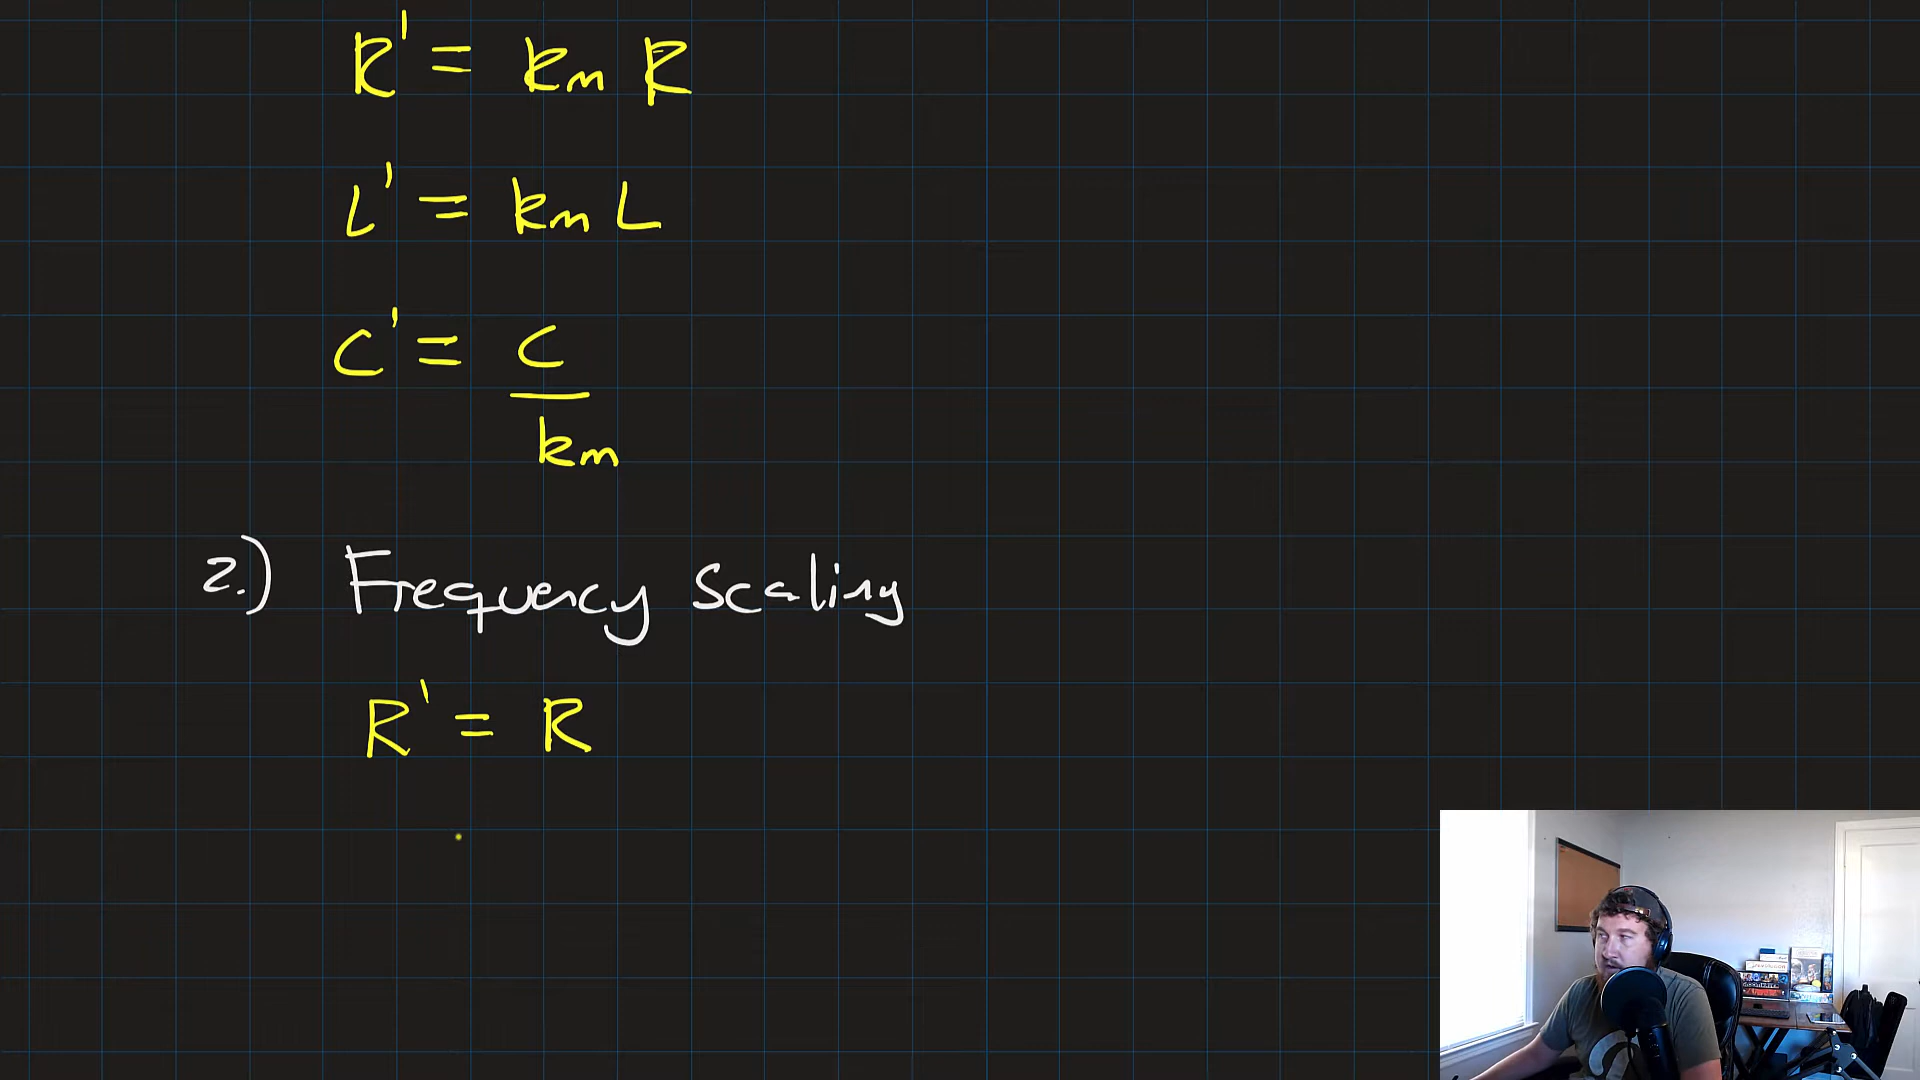 R' = km R
L' = km L
C' = C
km
2.) Frequency Scaling
R' = R